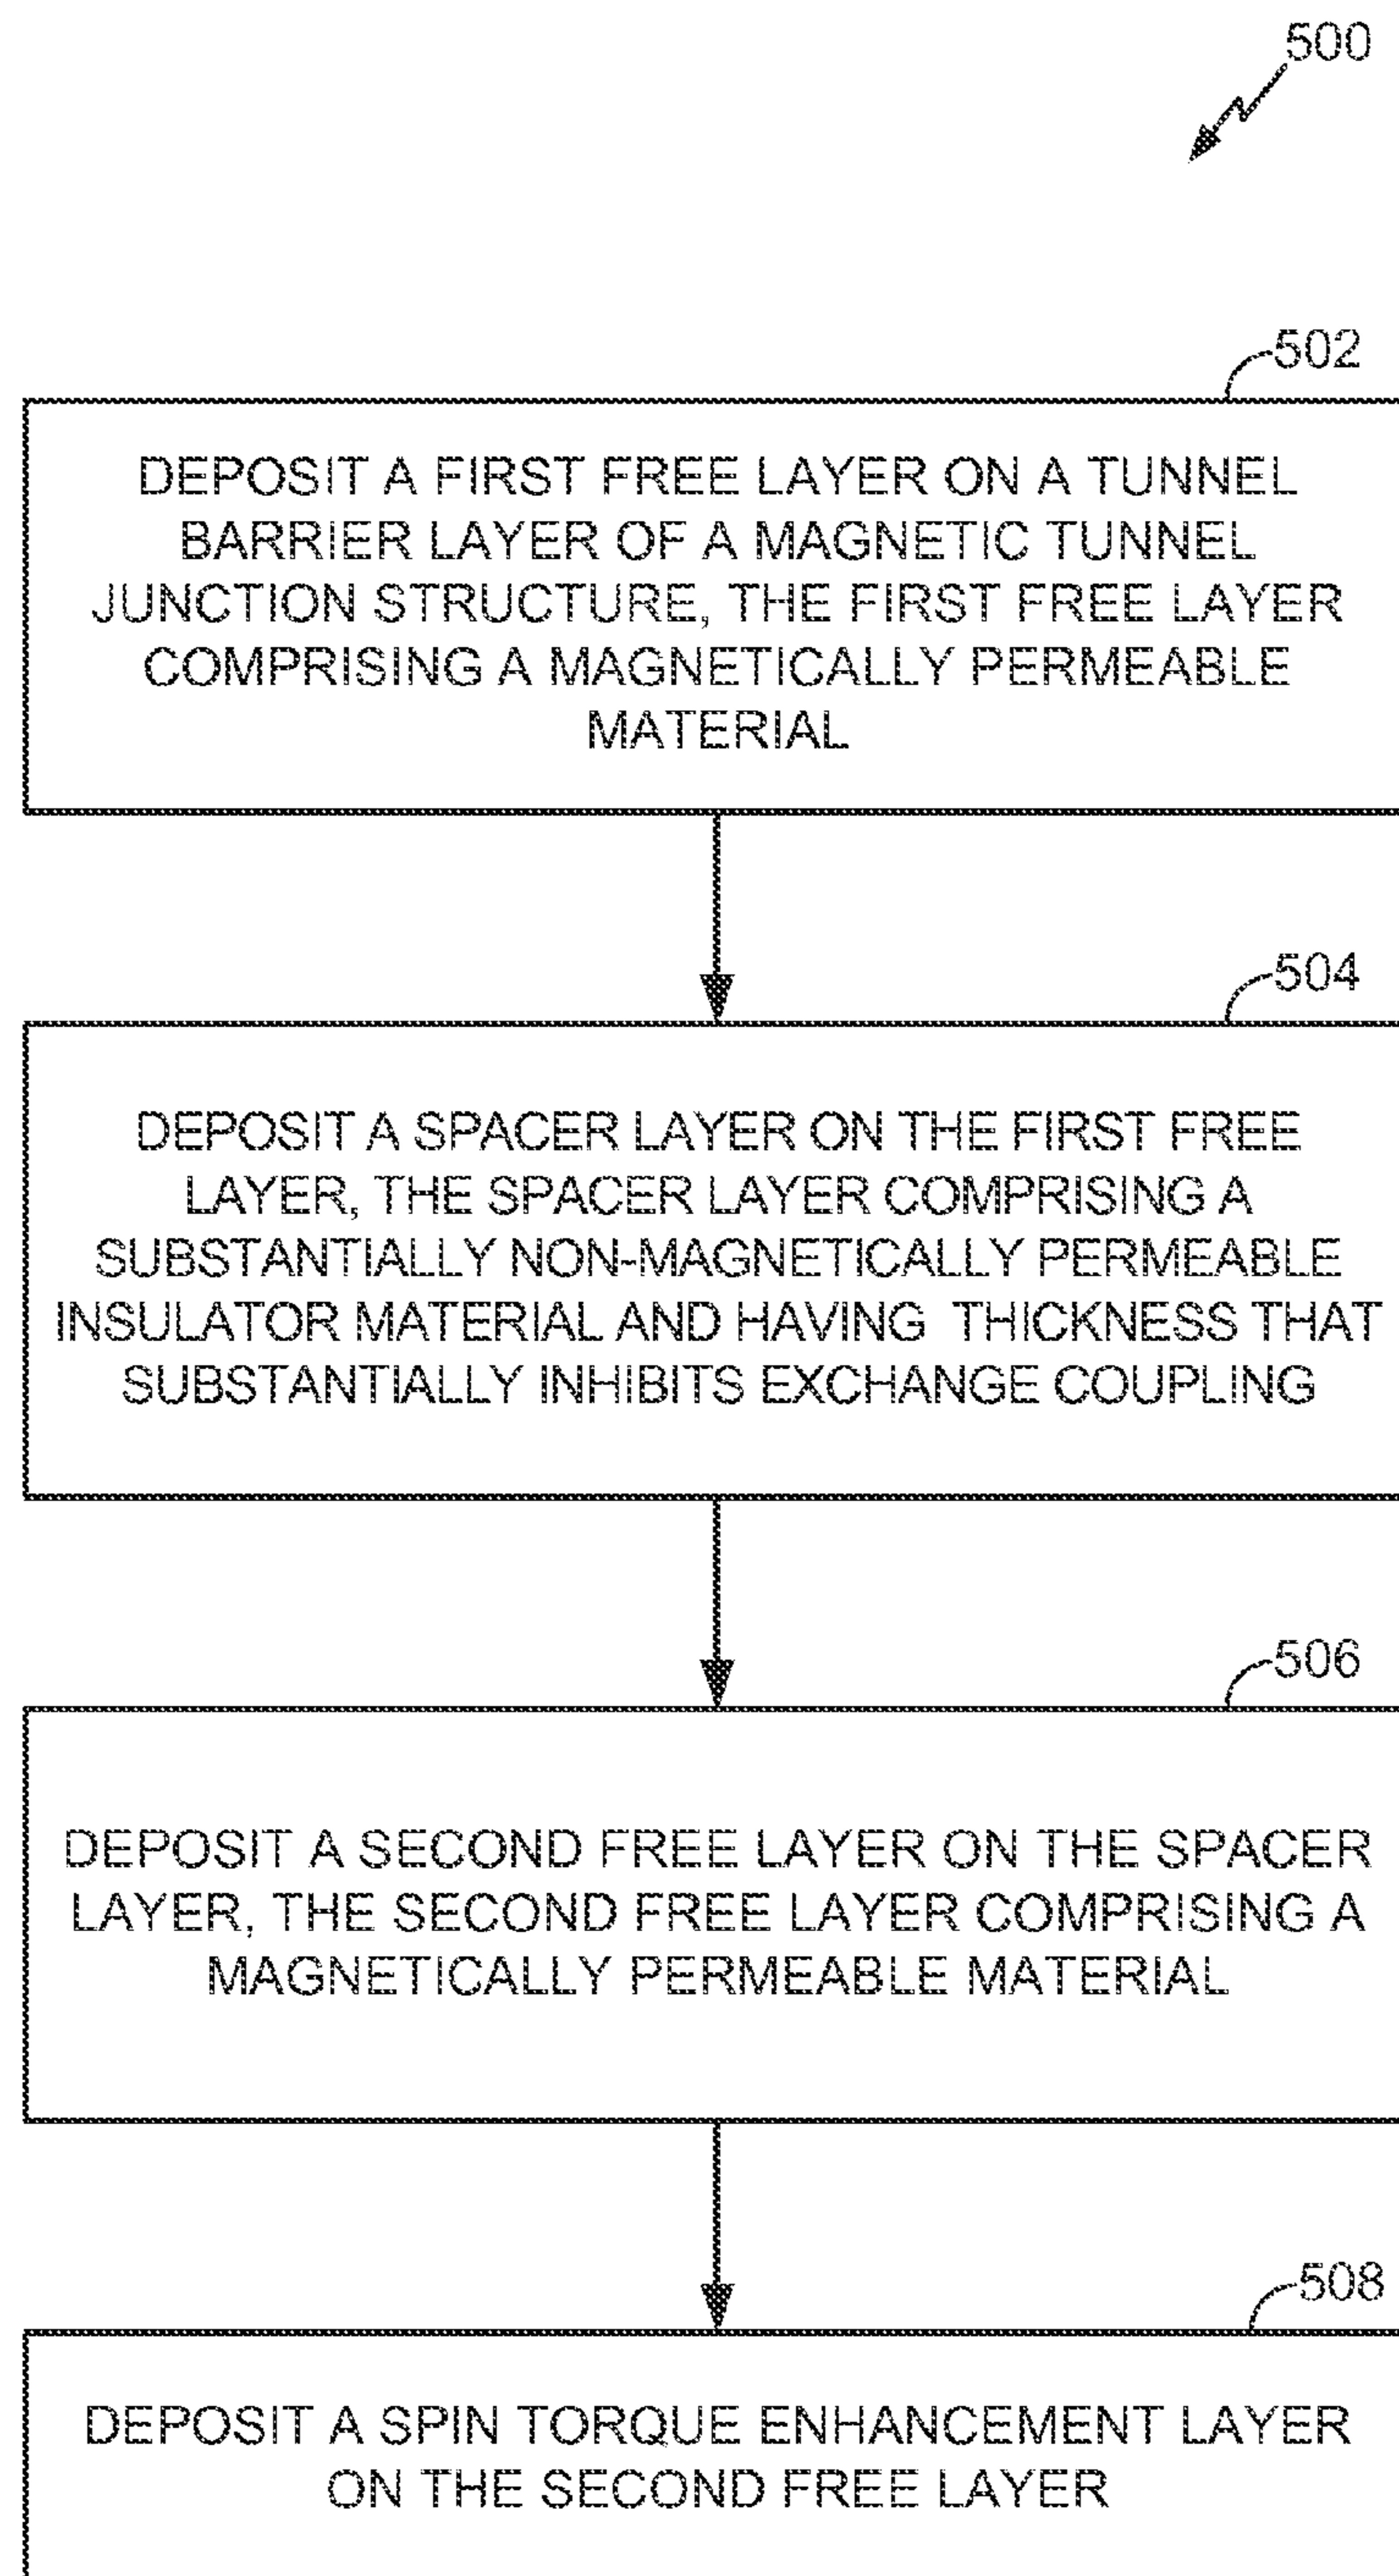 500
502
DEPOSIT A FIRST FREE LAYER ON A TUNNEL
BARRIER LAYER OF A MAGNETIC TUNNEL
JUNCTION STRUCTURE, THE FIRST FREE LAYER
COMPRISING A MAGNETICALLY PERMEABLE
MATERIAL
504
DEPOSIT A SPACER LAYER ON THE FIRST FREE
LAYER, THE SPACER LAYER COMPRISING A
SUBSTANTIALLY NON-MAGNETICALLY PERMEABLE
INSULATOR MATERIAL AND HAVING THICKNESS THAT
SUBSTANTIALLY INHIBITS EXCHANGE COUPLING
506
DEPOSIT A SECOND FREE LAYER ON THE SPACER
LAYER, THE SECOND FREE LAYER COMPRISING A
MAGNETICALLY PERMEABLE MATERIAL
508
DEPOSIT A SPIN TORQUE ENHANCEMENT LAYER
ON THE SECOND FREE LAYER